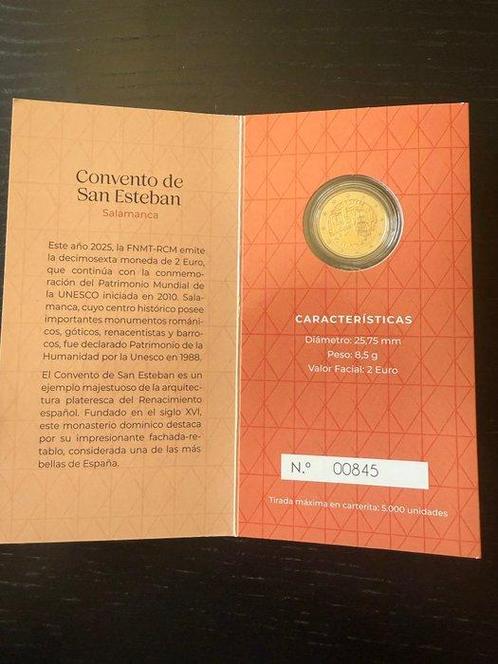 Convento de
San Esteban
Salamanca
Este año 2025, la FNMT-RCM emite
la decimosexta moneda de 2 Euro,
que continúa con la conmemo-
ración del Patrimonio Mundial de
la UNESCO iniciada en 2010. Sala-
manca, cuyo centro histórico posee
importantes monumentos románi-
cos, góticos, renacentistas y barro-
cos, fue declarado Patrimonio de la
Humanidad por la Unesco en 1988.
El Convento de San Esteban es un
ejemplo majestuoso de la arquitec-
tura plateresca del Renacimiento
español. Fundado en el siglo XVI,
este monasterio dominico destaca
por su impresionante fachada-re-
tablo, considerada una de las más
bellas de España.
CARACTERÍSTICAS
Diámetro: 25,75 mm
Peso: 8,5 g
Valor Facial: 2 Euro
N.º 00845
Tirada máxima en carterita: 5.000 unidades